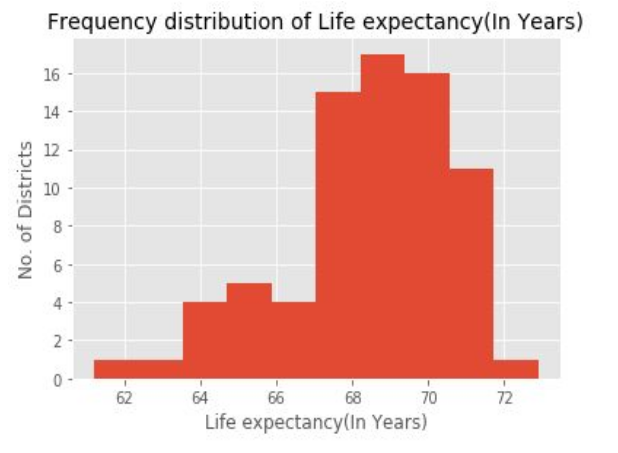 Frequency distribution of Life expectancy(In Years)
16
14
12
10
8
6
4
2
0
No. of Districts
62 64 66 68 70 72
Life expectancy(In Years)